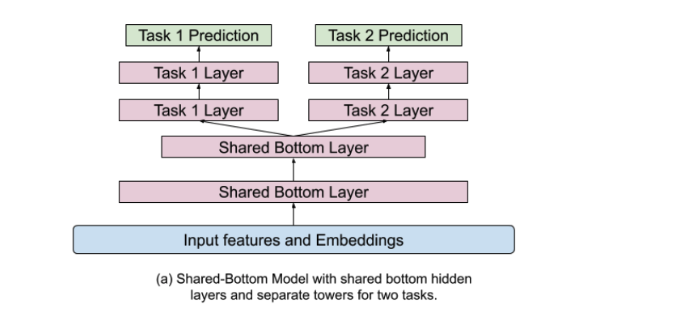 Task 1 Prediction
Task 2 Prediction
Task 1 Layer
Task 2 Layer
Task 1 Layer
Task 2 Layer
Shared Bottom Layer
Shared Bottom Layer
Input features and Embeddings
(a) Shared-Bottom Model with shared bottom hidden
layers and separate towers for two tasks.